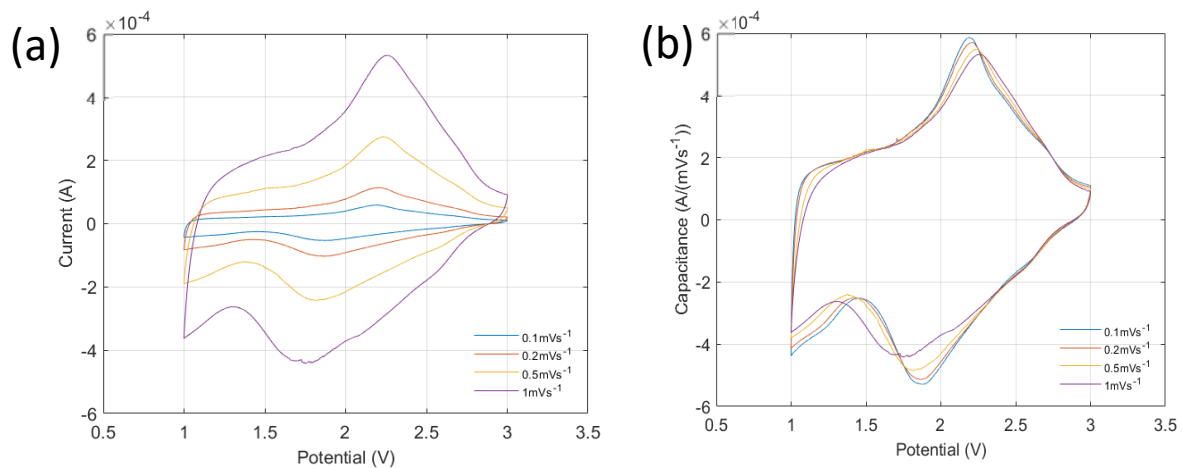 (a)
×10⁻⁴
6
4
2
0
-2
-4
-6
0.5 1 1.5 2 2.5 3 3.5
Current (A)
Potential (V)
0.1mVs⁻¹
0.2mVs⁻¹
0.5mVs⁻¹
1mVs⁻¹
(b)
×10⁻⁴
6
4
2
0
-2
-4
-6
0.5 1 1.5 2 2.5 3 3.5
Capacitance (A/(mVs⁻¹))
Potential (V)
0.1mVs⁻¹
0.2mVs⁻¹
0.5mVs⁻¹
1mVs⁻¹